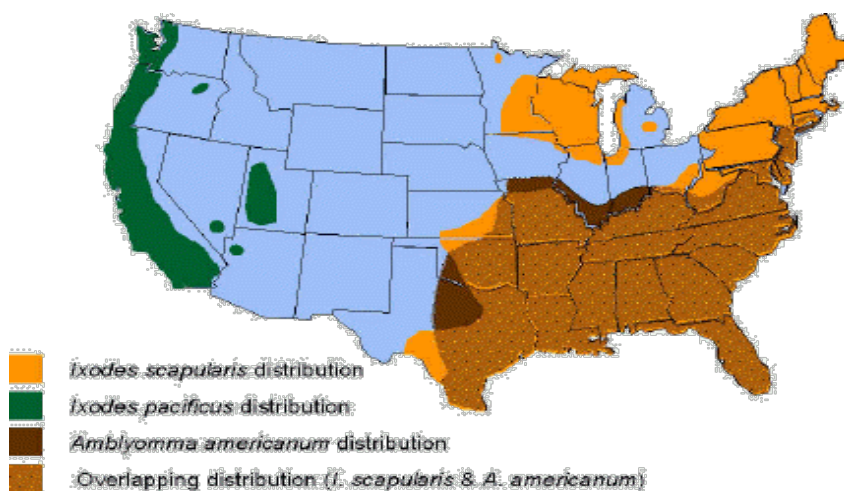 Ixodes scapularis distribution
Ixodes pacificus distribution
Amblyomma americanum distribution
Overlapping distribution (I. scapularis & A. americanum)